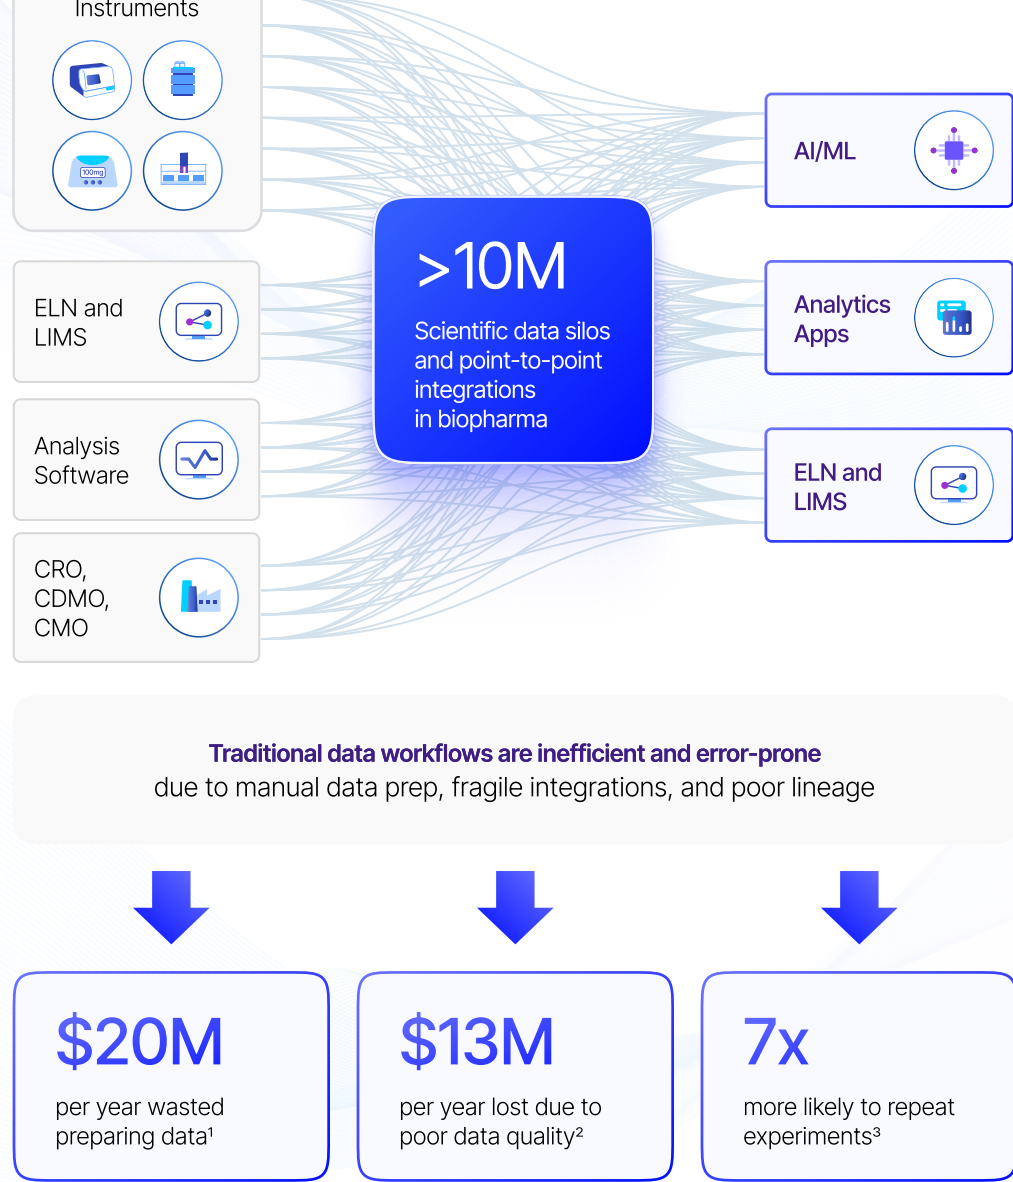 Instruments
100mg
ELN and
LIMS
Analysis
Software
CRO,
CDMO,
CMO
>10M
Scientific data silos
and point-to-point
integrations
in biopharma
AI/ML
Analytics
Apps
ELN and
LIMS
Traditional data workflows are inefficient and error-prone
due to manual data prep, fragile integrations, and poor lineage
$20M
per year wasted
preparing data¹
$13M
per year lost due to
poor data quality²
7x
more likely to repeat
experiments³